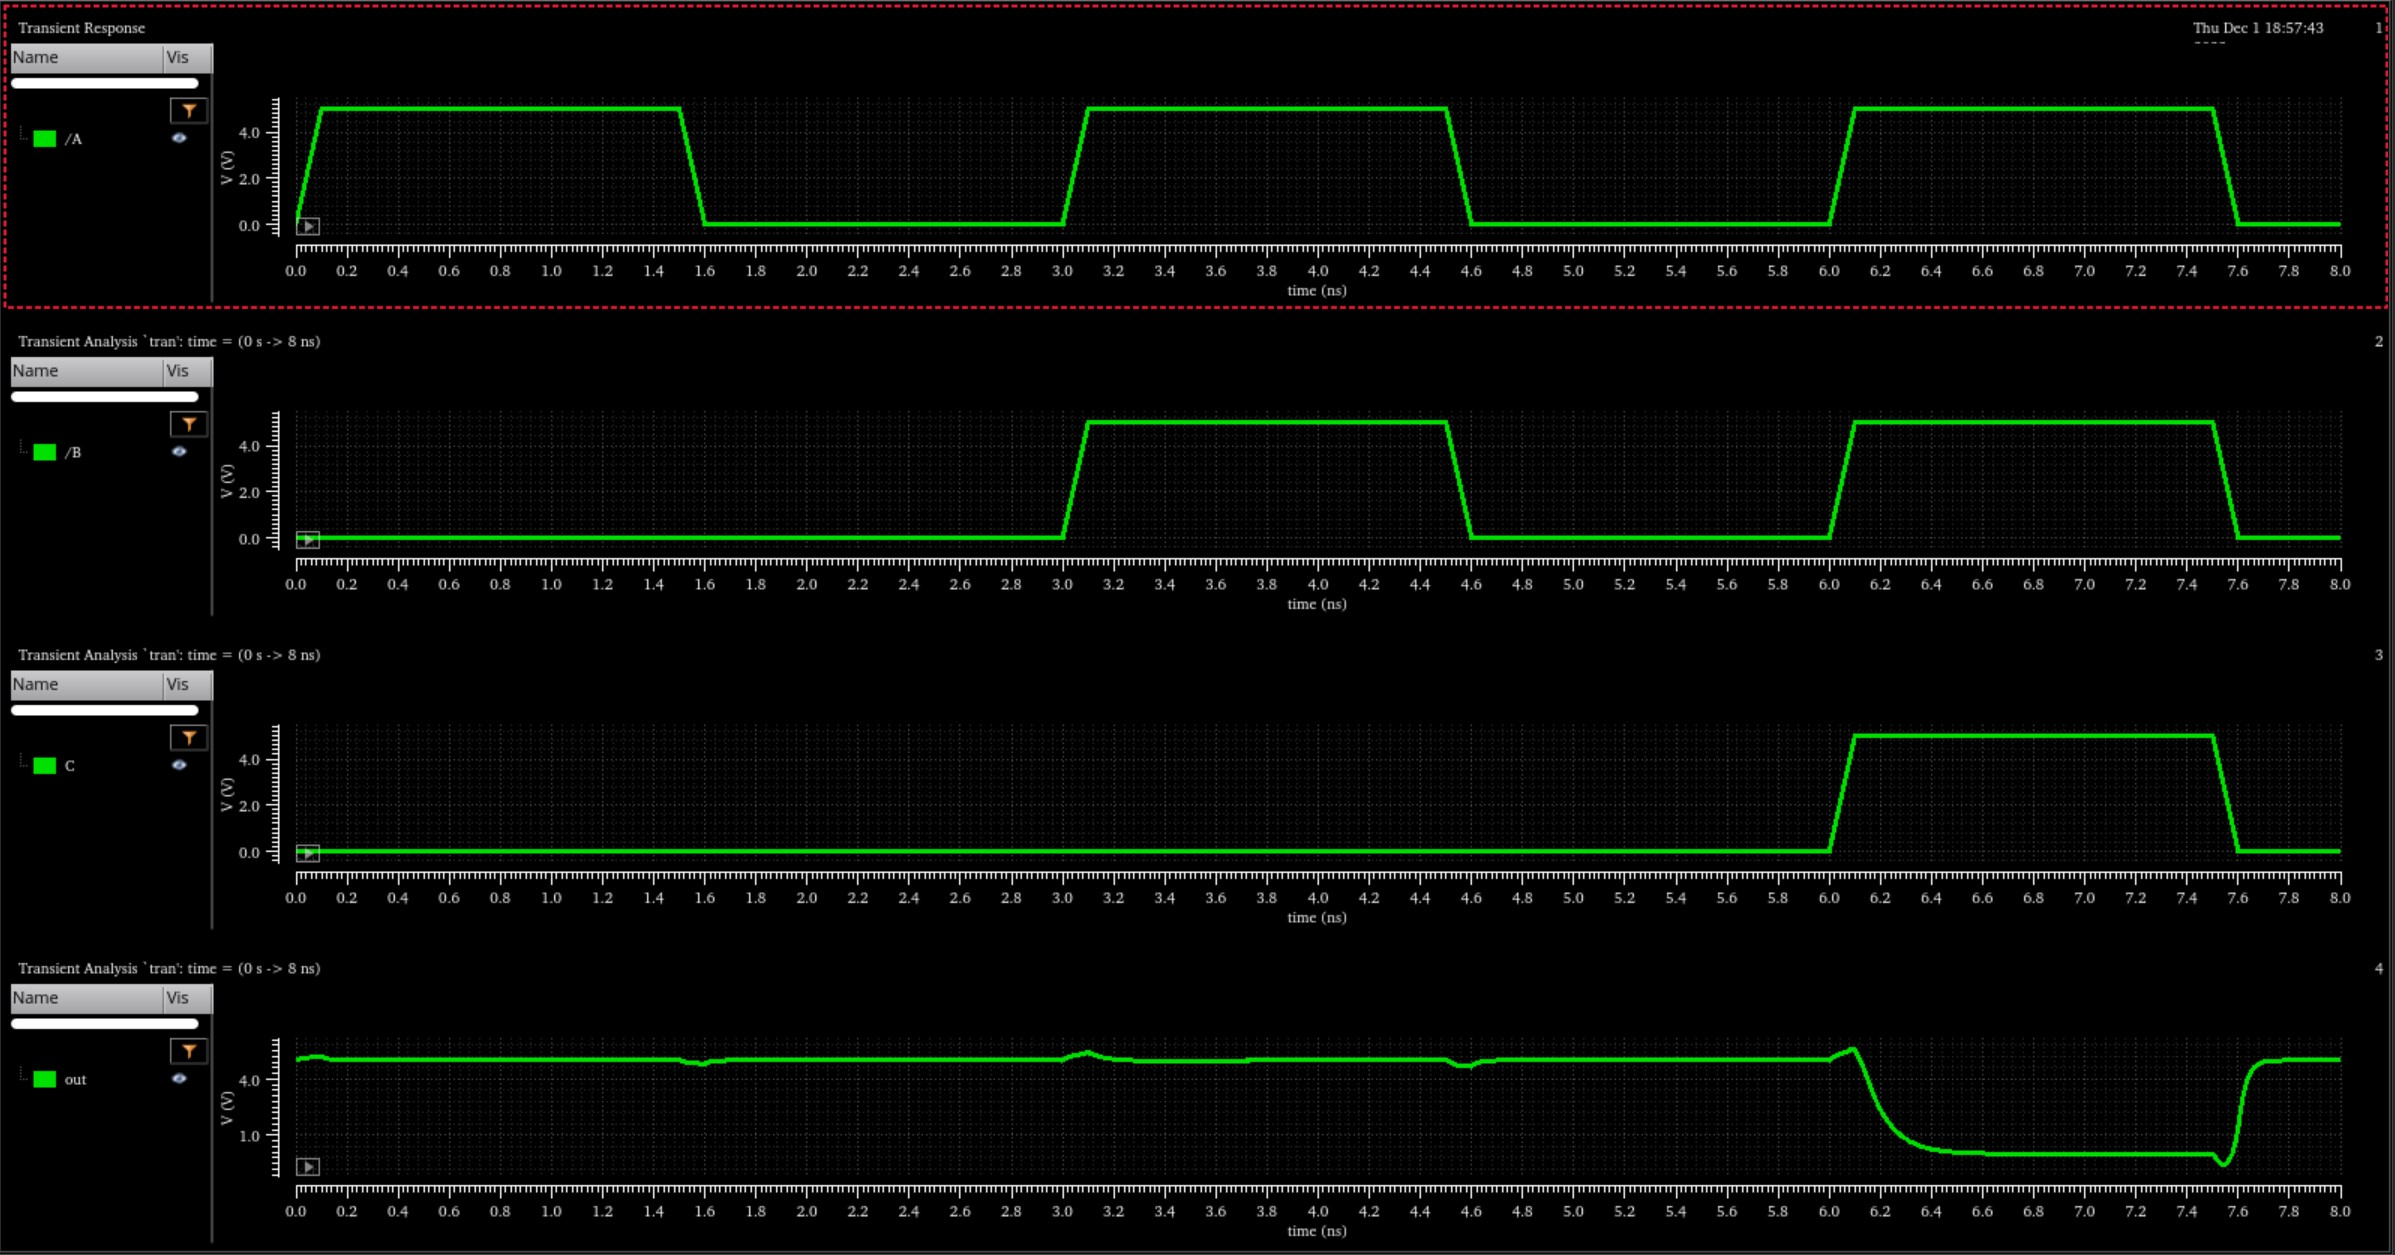 Transient Response
Thu Dec 1 18:57:43
1
Name Vis
/A
4.0
V (V)
2.0
0.0
0.0 0.2 0.4 0.6 0.8 1.0 1.2 1.4 1.6 1.8 2.0 2.2 2.4 2.6 2.8 3.0 3.2 3.4 3.6 3.8 4.0 4.2 4.4 4.6 4.8 5.0 5.2 5.4 5.6 5.8 6.0 6.2 6.4 6.6 6.8 7.0 7.2 7.4 7.6 7.8 8.0
time (ns)
Transient Analysis `tran': time = (0 s -> 8 ns)
2
Name Vis
/B
4.0
V (V)
2.0
0.0
0.0 0.2 0.4 0.6 0.8 1.0 1.2 1.4 1.6 1.8 2.0 2.2 2.4 2.6 2.8 3.0 3.2 3.4 3.6 3.8 4.0 4.2 4.4 4.6 4.8 5.0 5.2 5.4 5.6 5.8 6.0 6.2 6.4 6.6 6.8 7.0 7.2 7.4 7.6 7.8 8.0
time (ns)
Transient Analysis `tran': time = (0 s -> 8 ns)
3
Name Vis
C
4.0
V (V)
2.0
0.0
0.0 0.2 0.4 0.6 0.8 1.0 1.2 1.4 1.6 1.8 2.0 2.2 2.4 2.6 2.8 3.0 3.2 3.4 3.6 3.8 4.0 4.2 4.4 4.6 4.8 5.0 5.2 5.4 5.6 5.8 6.0 6.2 6.4 6.6 6.8 7.0 7.2 7.4 7.6 7.8 8.0
time (ns)
Transient Analysis `tran': time = (0 s -> 8 ns)
4
Name Vis
out
4.0
V (V)
1.0
0.0 0.2 0.4 0.6 0.8 1.0 1.2 1.4 1.6 1.8 2.0 2.2 2.4 2.6 2.8 3.0 3.2 3.4 3.6 3.8 4.0 4.2 4.4 4.6 4.8 5.0 5.2 5.4 5.6 5.8 6.0 6.2 6.4 6.6 6.8 7.0 7.2 7.4 7.6 7.8 8.0
time (ns)